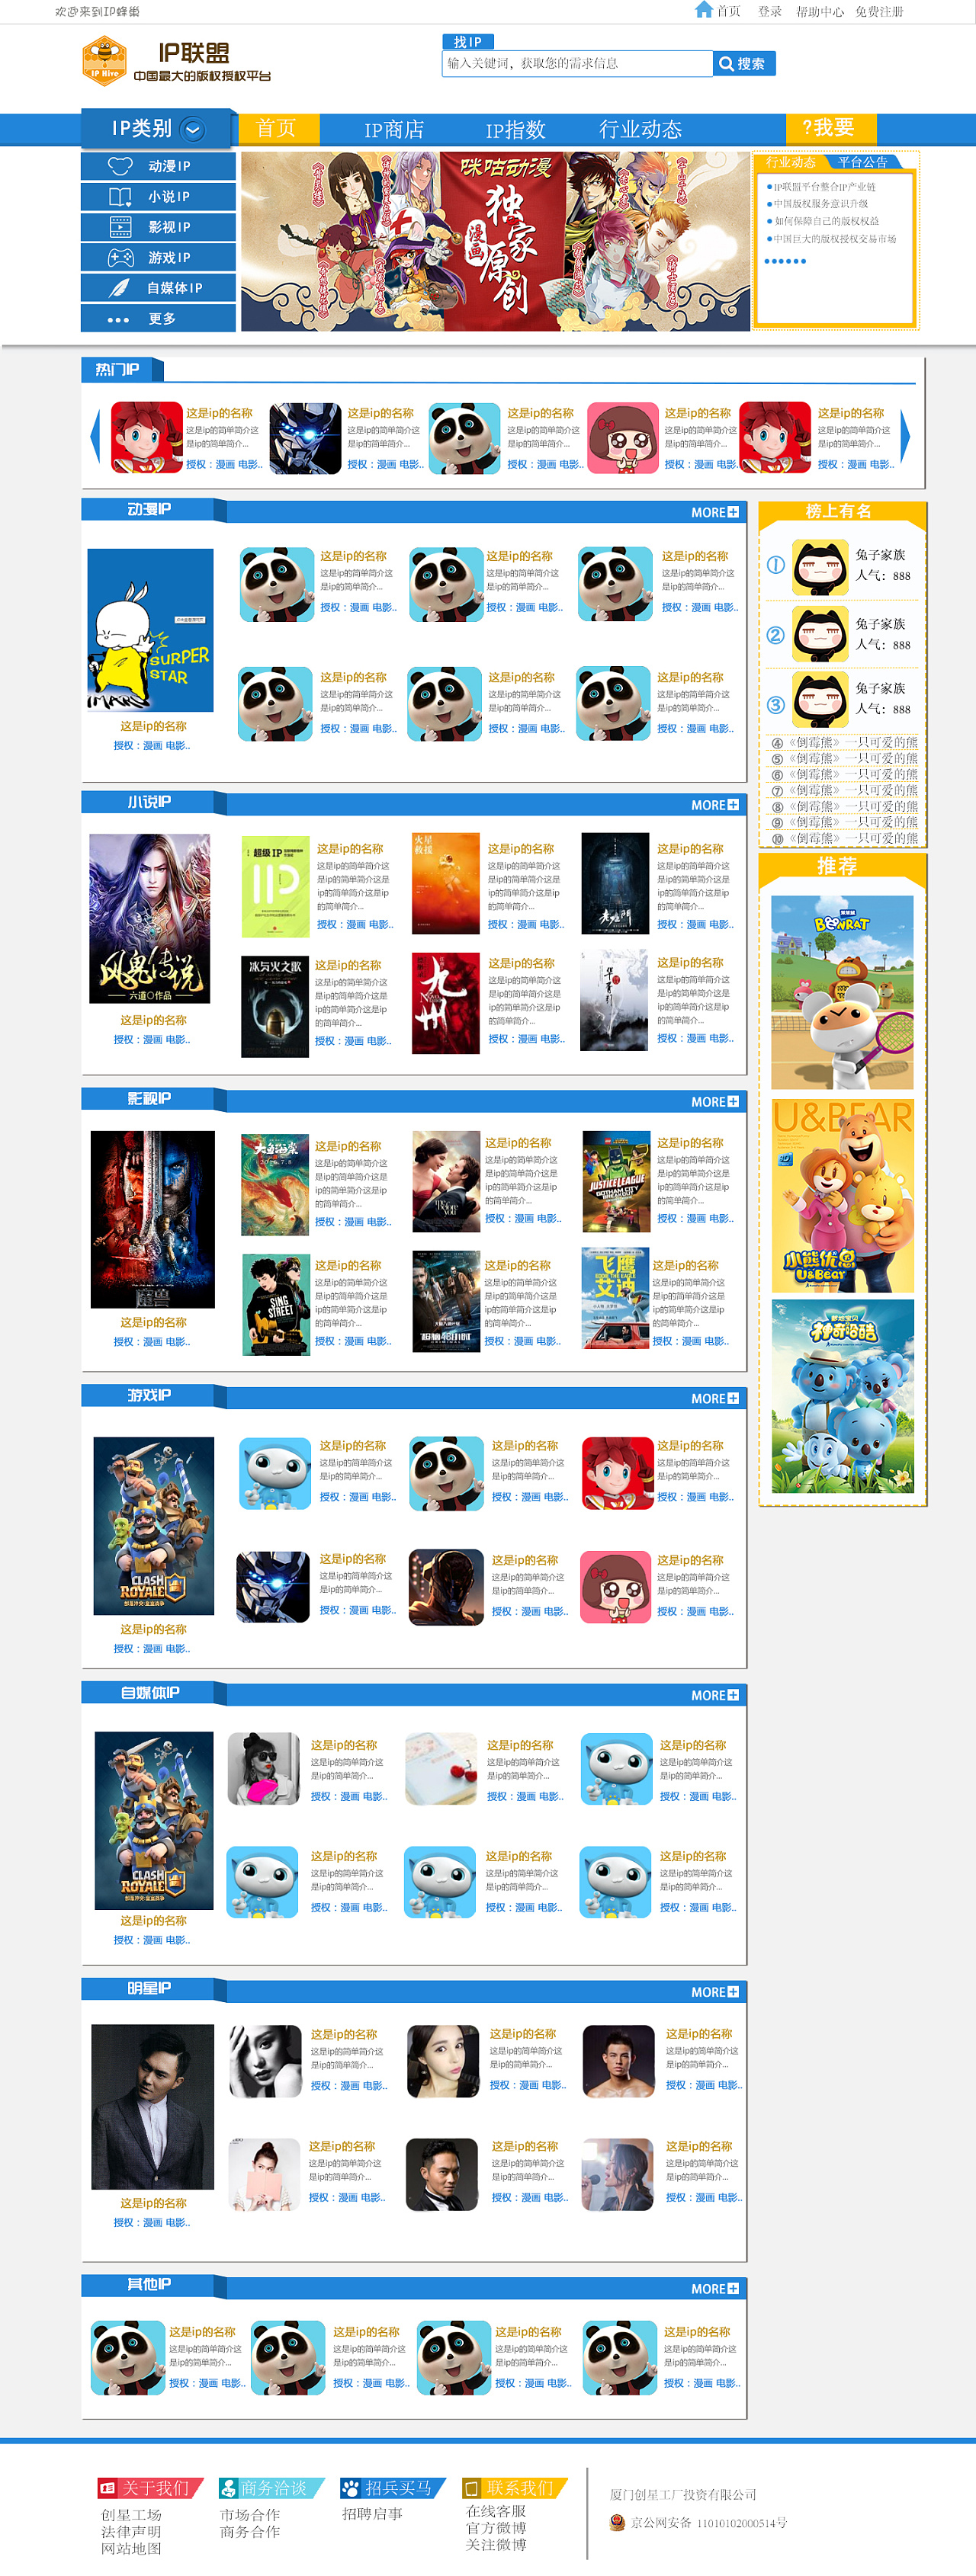 欢迎来到IP蜂巢
首页 登录 帮助中心 免费注册
IP Hive
IP联盟
中国最大的版权授权平台
找IP
输入关键词，获取您的需求信息
搜索
IP类别
首页
IP商店
IP指数
行业动态
?我要
动漫IP
小说IP
影视IP
游戏IP
自媒体IP
更多
咪咕动漫
独家原创
漫画
行业动态
平台公告
IP联盟平台整合IP产业链
中国版权服务意识升级
如何保障自己的版权权益
中国巨大的版权授权交易市场
热门IP
这是ip的名称
这是ip的简单简介这
是ip的简单简介...
授权：漫画 电影..
这是ip的名称
这是ip的简单简介这
是ip的简单简介...
授权：漫画 电影..
这是ip的名称
这是ip的简单简介这
是ip的简单简介...
授权：漫画 电影..
这是ip的名称
这是ip的简单简介这
是ip的简单简介...
授权：漫画 电影..
这是ip的名称
这是ip的简单简介这
是ip的简单简介...
授权：漫画 电影..
动漫IP
MORE
SURPER
STAR
这是ip的名称
授权：漫画 电影..
这是ip的名称
这是ip的简单简介这
是ip的简单简介...
授权：漫画 电影..
这是ip的名称
这是ip的简单简介这
是ip的简单简介...
授权：漫画 电影..
这是ip的名称
这是ip的简单简介这
是ip的简单简介...
授权：漫画 电影..
这是ip的名称
这是ip的简单简介这
是ip的简单简介...
授权：漫画 电影..
这是ip的名称
这是ip的简单简介这
是ip的简单简介...
授权：漫画 电影..
这是ip的名称
这是ip的简单简介这
是ip的简单简介...
授权：漫画 电影..
榜上有名
① 兔子家族
人气：888
② 兔子家族
人气：888
③ 兔子家族
人气：888
④《倒霉熊》一只可爱的熊
⑤《倒霉熊》一只可爱的熊
⑥《倒霉熊》一只可爱的熊
⑦《倒霉熊》一只可爱的熊
⑧《倒霉熊》一只可爱的熊
⑨《倒霉熊》一只可爱的熊
⑩《倒霉熊》一只可爱的熊
推荐
U&BEAR
小熊优恩
U&Bear
小说IP
MORE
风鬼传说
六道◎作品
这是ip的名称
授权：漫画 电影..
超级IP
IP
这是ip的名称
这是ip的简单简介这
是ip的简单简介这是
ip的简单简介这是ip
的简单简介...
授权：漫画 电影..
火星
救援
这是ip的名称
这是ip的简单简介这
是ip的简单简介这是
ip的简单简介这是ip
的简单简介...
授权：漫画 电影..
这是ip的名称
这是ip的简单简介这
是ip的简单简介这是
ip的简单简介这是ip
的简单简介...
授权：漫画 电影..
冰与火之歌
这是ip的名称
这是ip的简单简介这
是ip的简单简介这是
ip的简单简介这是ip
的简单简介...
授权：漫画 电影..
九州
这是ip的名称
这是ip的简单简介这
是ip的简单简介这是
ip的简单简介这是ip
的简单简介...
授权：漫画 电影..
华胥引
这是ip的名称
这是ip的简单简介这
是ip的简单简介这是
ip的简单简介这是ip
的简单简介...
授权：漫画 电影..
影视IP
MORE
魔兽
这是ip的名称
授权：漫画 电影..
大鱼海棠
这是ip的名称
这是ip的简单简介这
是ip的简单简介这是
ip的简单简介这是ip
的简单简介...
授权：漫画 电影..
这是ip的名称
这是ip的简单简介这
是ip的简单简介这是
ip的简单简介这是ip
的简单简介...
授权：漫画 电影..
JUSTICE LEAGUE
GOTHAM CITY
这是ip的名称
这是ip的简单简介这
是ip的简单简介这是
ip的简单简介这是ip
的简单简介...
授权：漫画 电影..
SING
STREET
这是ip的名称
这是ip的简单简介这
是ip的简单简介这是
ip的简单简介这是ip
的简单简介...
授权：漫画 电影..
这是ip的名称
这是ip的简单简介这
是ip的简单简介这是
ip的简单简介这是ip
的简单简介...
授权：漫画 电影..
飞鹰
艾迪
这是ip的名称
这是ip的简单简介这
是ip的简单简介这是
ip的简单简介这是ip
的简单简介...
授权：漫画 电影..
游戏IP
MORE
CLASH
ROYALE
这是ip的名称
授权：漫画 电影..
这是ip的名称
这是ip的简单简介这
是ip的简单简介...
授权：漫画 电影..
这是ip的名称
这是ip的简单简介这
是ip的简单简介...
授权：漫画 电影..
这是ip的名称
这是ip的简单简介这
是ip的简单简介...
授权：漫画 电影..
这是ip的名称
这是ip的简单简介这
是ip的简单简介...
授权：漫画 电影..
这是ip的名称
这是ip的简单简介这
是ip的简单简介...
授权：漫画 电影..
这是ip的名称
这是ip的简单简介这
是ip的简单简介...
授权：漫画 电影..
自媒体IP
MORE
CLASH
ROYALE
这是ip的名称
授权：漫画 电影..
这是ip的名称
这是ip的简单简介这
是ip的简单简介...
授权：漫画 电影..
这是ip的名称
这是ip的简单简介这
是ip的简单简介...
授权：漫画 电影..
这是ip的名称
这是ip的简单简介这
是ip的简单简介...
授权：漫画 电影..
这是ip的名称
这是ip的简单简介这
是ip的简单简介...
授权：漫画 电影..
这是ip的名称
这是ip的简单简介这
是ip的简单简介...
授权：漫画 电影..
这是ip的名称
这是ip的简单简介这
是ip的简单简介...
授权：漫画 电影..
明星IP
MORE
这是ip的名称
授权：漫画 电影..
这是ip的名称
这是ip的简单简介这
是ip的简单简介...
授权：漫画 电影..
这是ip的名称
这是ip的简单简介这
是ip的简单简介...
授权：漫画 电影..
这是ip的名称
这是ip的简单简介这
是ip的简单简介...
授权：漫画 电影..
这是ip的名称
这是ip的简单简介这
是ip的简单简介...
授权：漫画 电影..
这是ip的名称
这是ip的简单简介这
是ip的简单简介...
授权：漫画 电影..
这是ip的名称
这是ip的简单简介这
是ip的简单简介...
授权：漫画 电影..
其他IP
MORE
这是ip的名称
这是ip的简单简介这
是ip的简单简介...
授权：漫画 电影..
这是ip的名称
这是ip的简单简介这
是ip的简单简介...
授权：漫画 电影..
这是ip的名称
这是ip的简单简介这
是ip的简单简介...
授权：漫画 电影..
这是ip的名称
这是ip的简单简介这
是ip的简单简介...
授权：漫画 电影..
关于我们
创星工场
法律声明
网站地图
商务洽谈
市场合作
商务合作
招兵买马
招聘启事
联系我们
在线客服
官方微博
关注微博
厦门创星工厂投资有限公司
京公网安备 11010102000514号